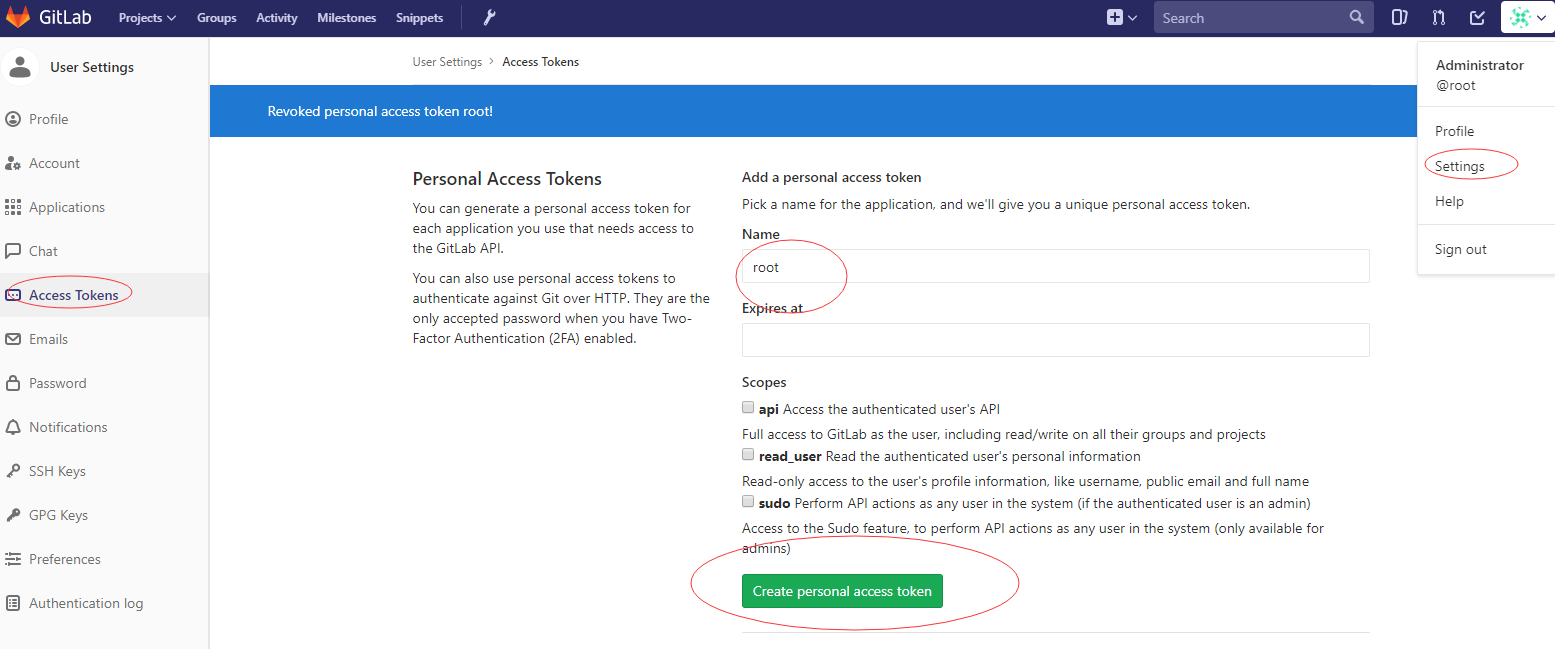 GitLab Projects Groups Activity Milestones Snippets Search
Administrator
@root
Profile
Settings
Help
Sign out
User Settings
Profile
Account
Applications
Chat
Access Tokens
Emails
Password
Notifications
SSH Keys
GPG Keys
Preferences
Authentication log
User Settings > Access Tokens
Revoked personal access token root!
Personal Access Tokens
You can generate a personal access token for
each application you use that needs access to
the GitLab API.
You can also use personal access tokens to
authenticate against Git over HTTP. They are the
only accepted password when you have Two-
Factor Authentication (2FA) enabled.
Add a personal access token
Pick a name for the application, and we'll give you a unique personal access token.
Name
root
Expires at
Scopes
api Access the authenticated user's API
Full access to GitLab as the user, including read/write on all their groups and projects
read_user Read the authenticated user's personal information
Read-only access to the user's profile information, like username, public email and full name
sudo Perform API actions as any user in the system (if the authenticated user is an admin)
Access to the Sudo feature, to perform API actions as any user in the system (only available for
admins)
Create personal access token